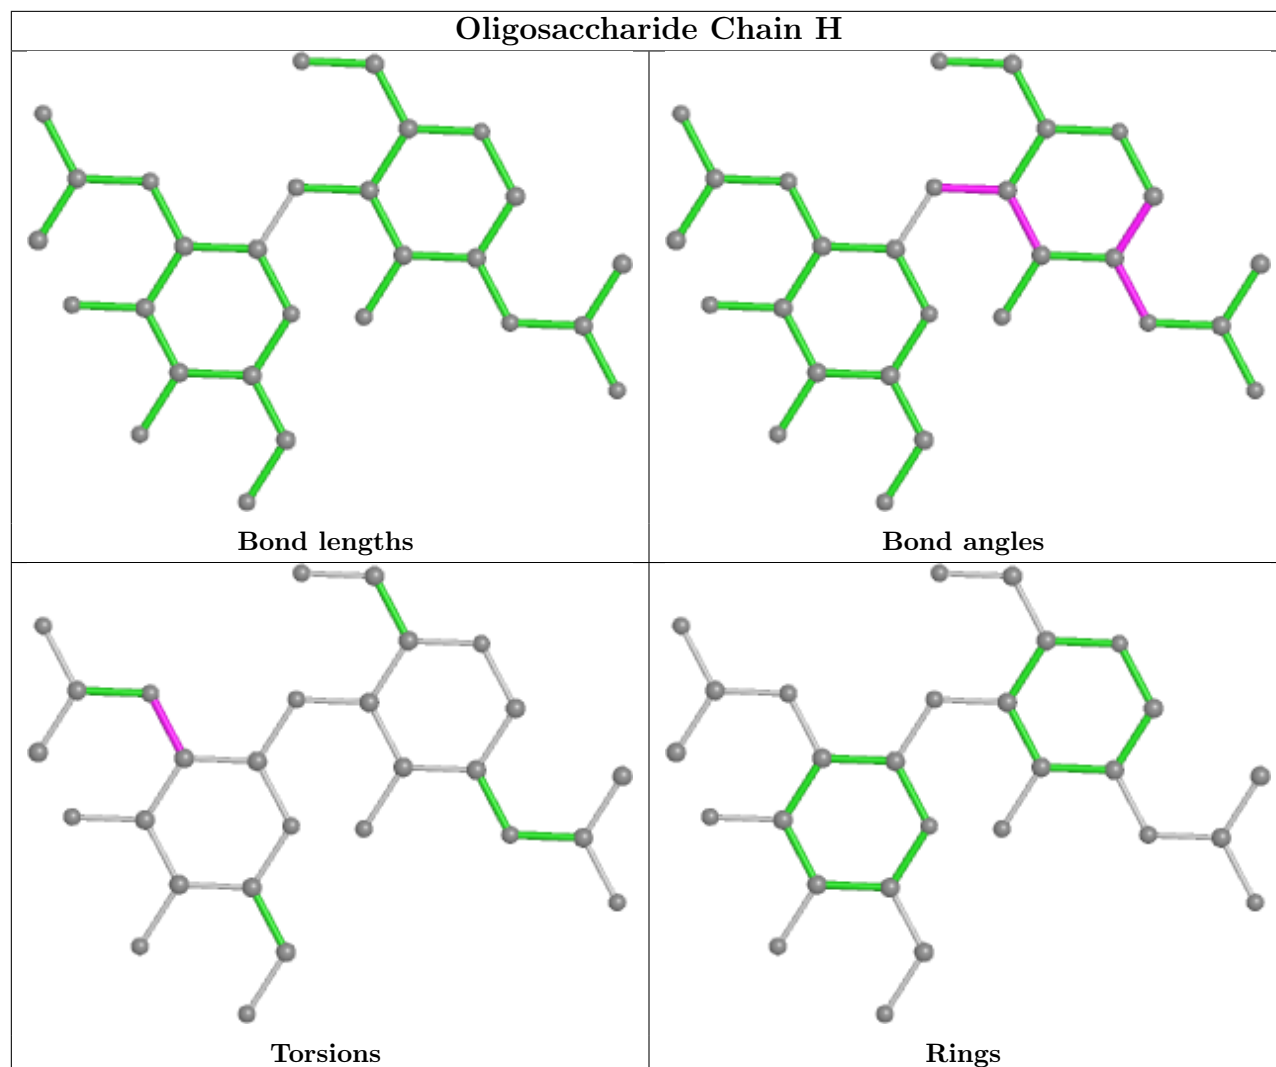 Oligosaccharide Chain H
Bond lengths
Bond angles
Torsions
Rings